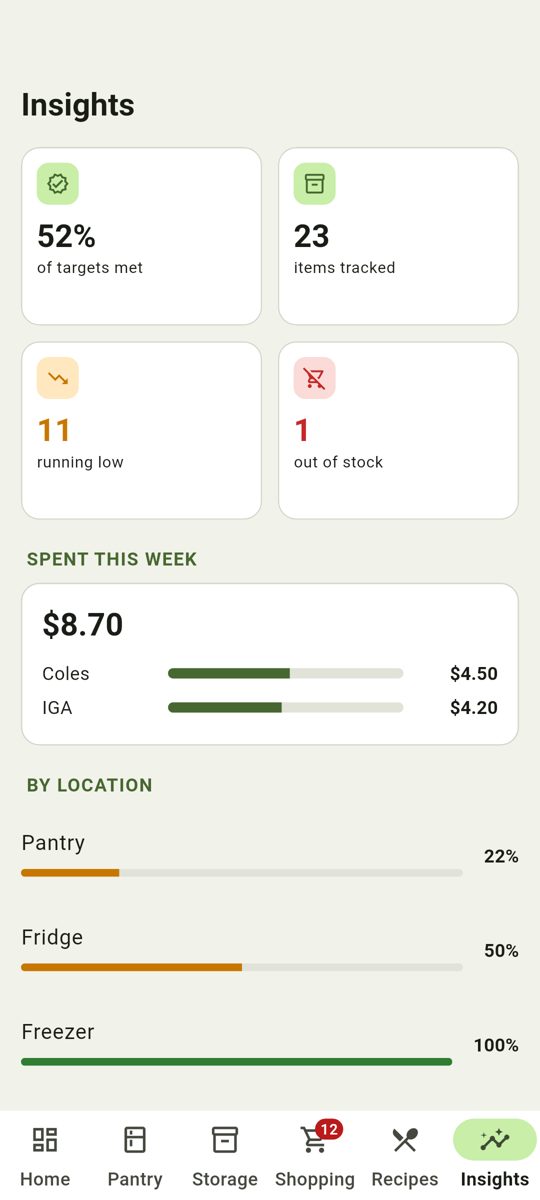 Insights
52%
of targets met
23
items tracked
11
running low
1
out of stock
SPENT THIS WEEK
$8.70
Coles $4.50
IGA $4.20
BY LOCATION
Pantry
22%
Fridge
50%
Freezer
100%
12
Home Pantry Storage Shopping Recipes Insights